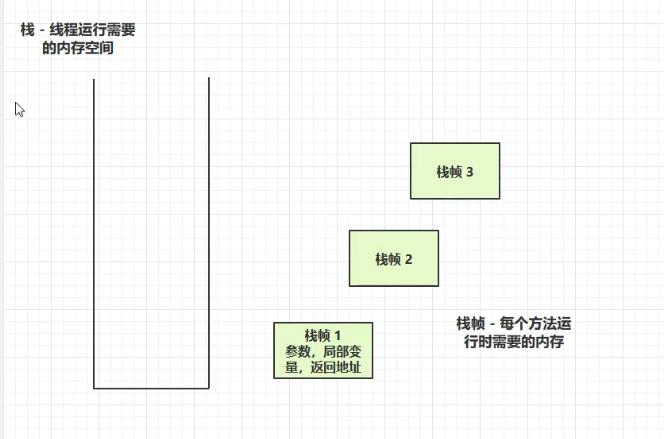 栈 - 线程运行需要
的内存空间
栈帧 3
栈帧 2
栈帧 1
参数，局部变
量，返回地址
栈帧 - 每个方法运
行时需要的内存